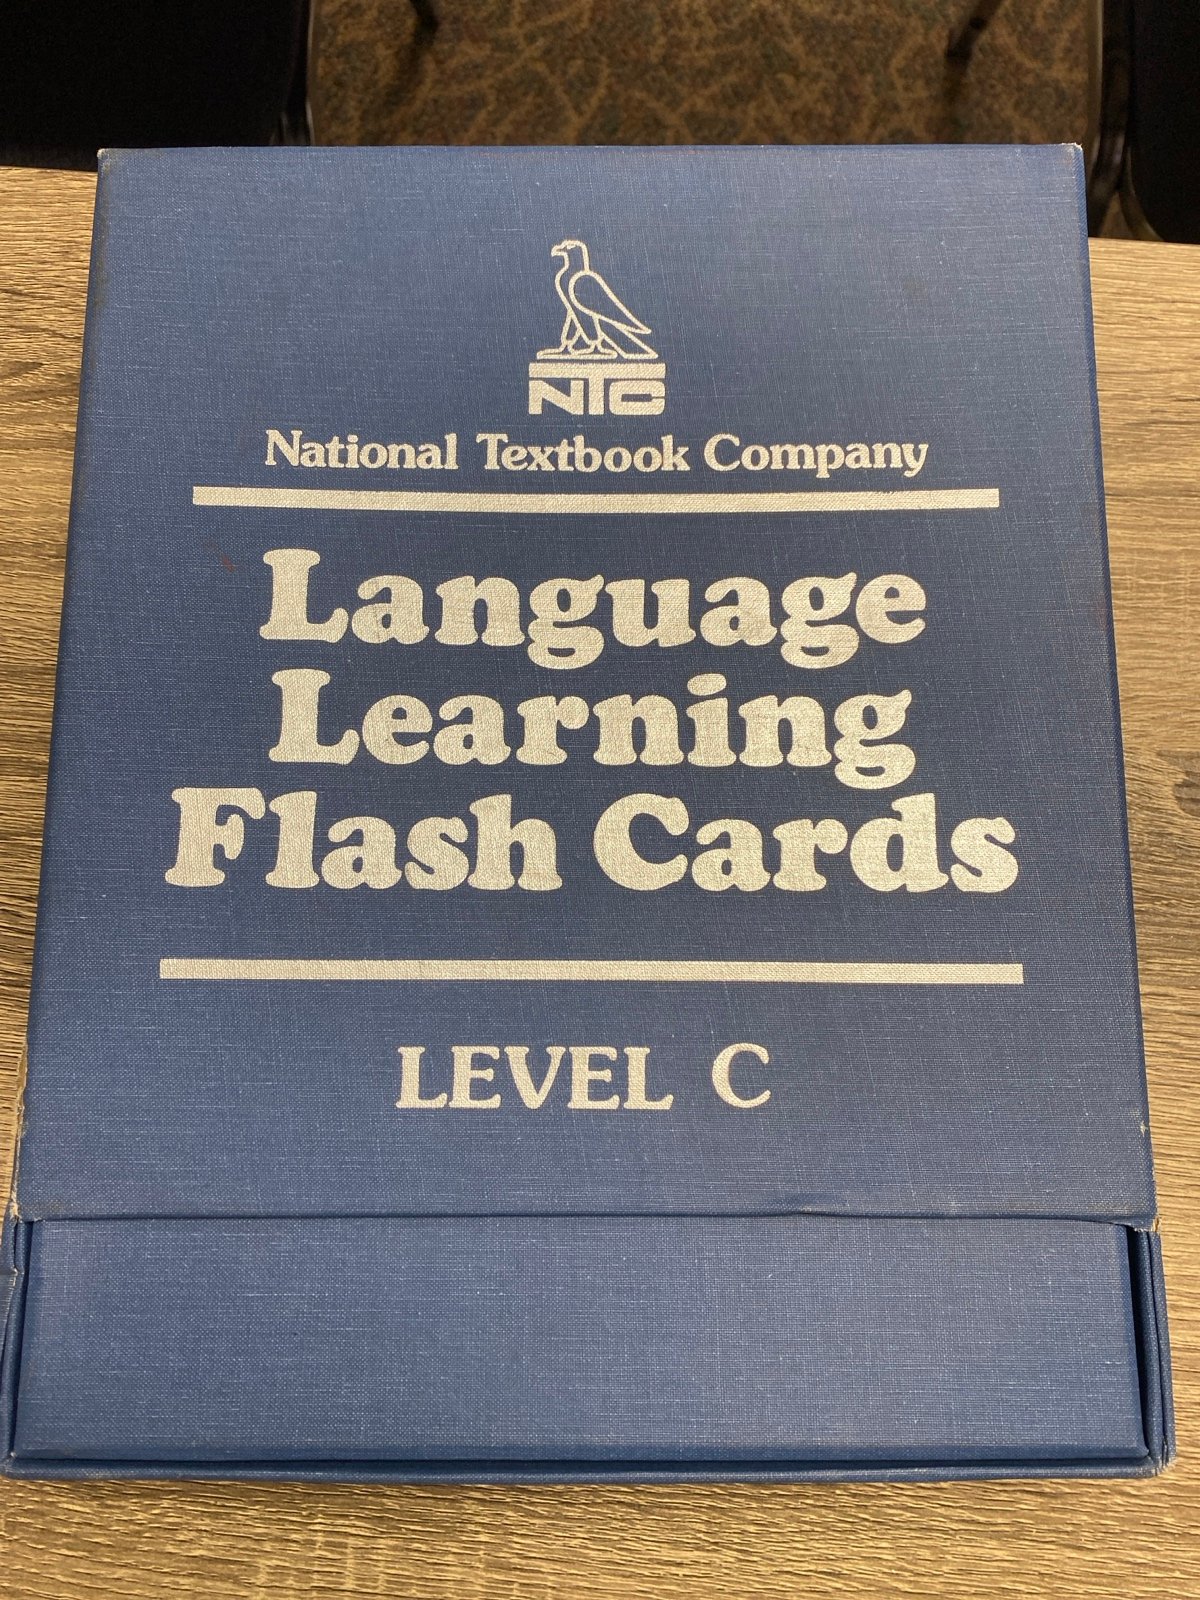 NTC
National Textbook Company
Language
Learning
Flash Cards
LEVEL C